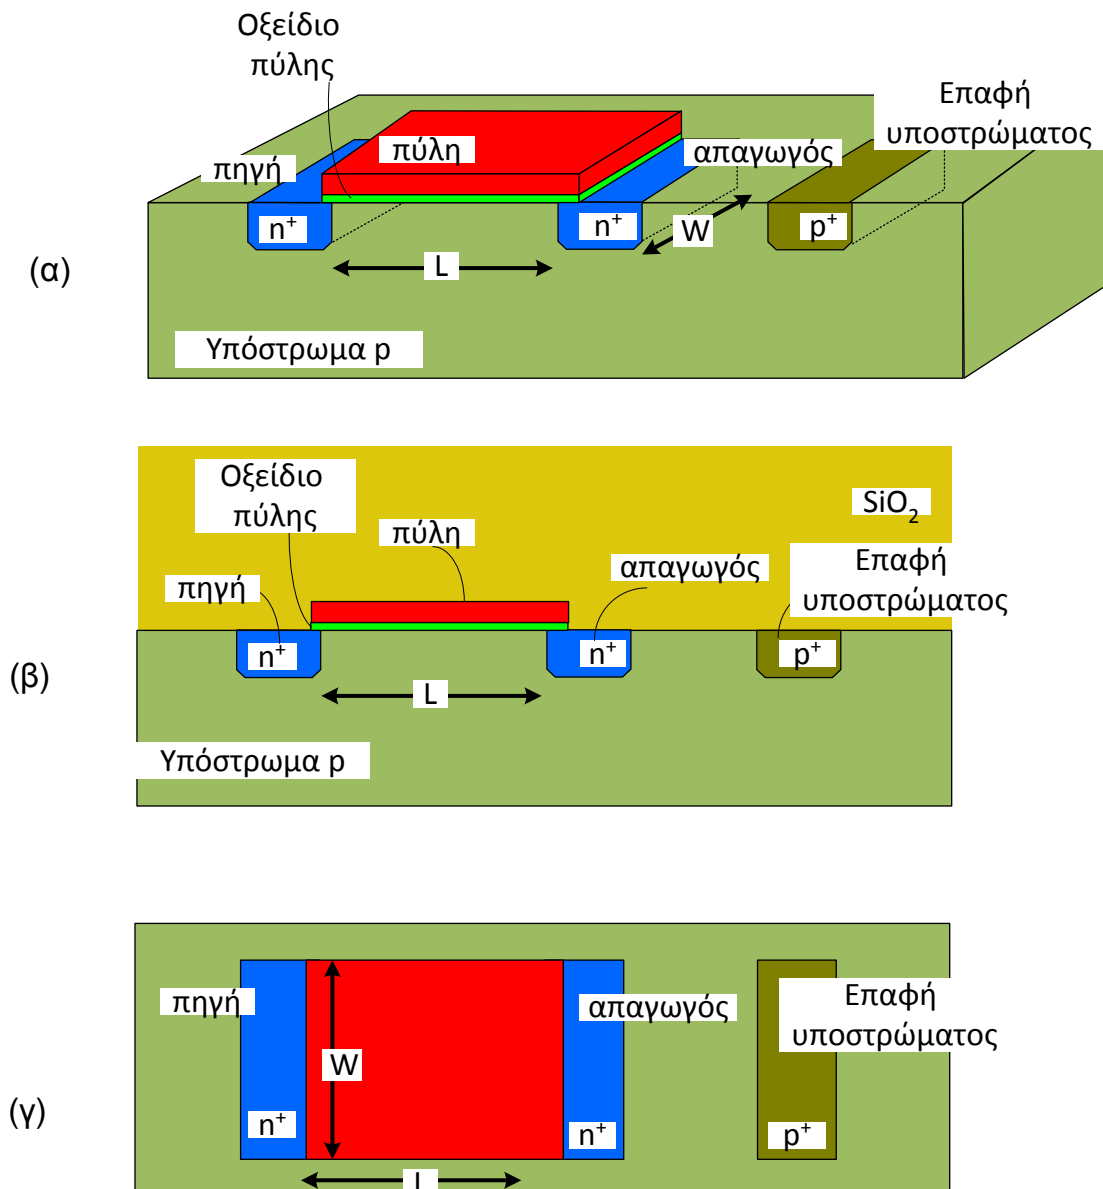 Οξείδιο
πύλης
Επαφή
υποστρώματος
πύλη
απαγωγός
πηγή
n⁺
n⁺
W
p⁺
L
(α)
Υπόστρωμα p
Οξείδιο
πύλης
SiO₂
πύλη
Επαφή
υποστρώματος
απαγωγός
πηγή
n⁺
n⁺
p⁺
(β)
L
Υπόστρωμα p
πηγή
απαγωγός
Επαφή
υποστρώματος
W
(γ)
n⁺
n⁺
p⁺
L